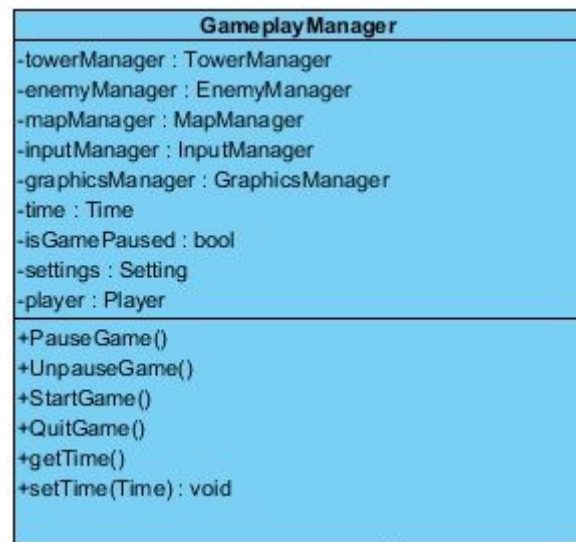 GameplayManager
-towerManager : TowerManager
-enemyManager : EnemyManager
-mapManager : MapManager
-inputManager : InputManager
-graphicsManager : GraphicsManager
-time : Time
-isGamePaused : bool
-settings : Setting
-player : Player
+PauseGame()
+UnpauseGame()
+StartGame()
+QuitGame()
+getTime()
+setTime(Time) : void